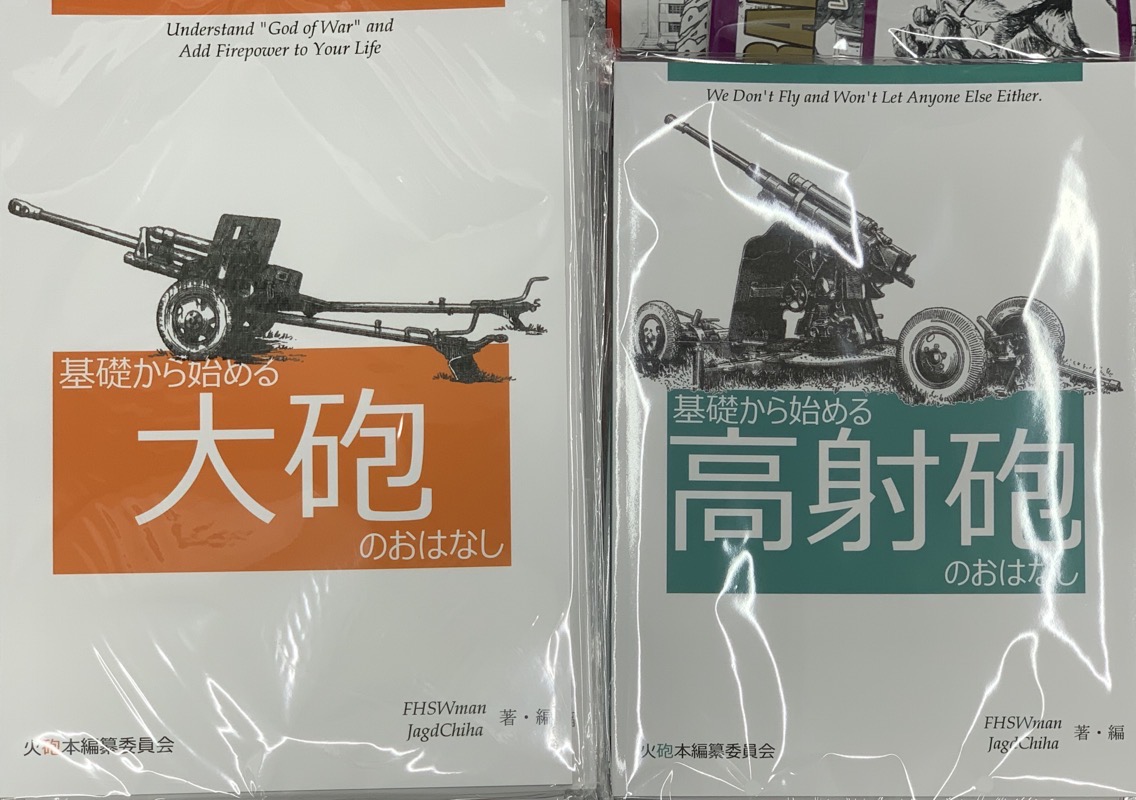 Understand "God of War" and
Add Firepower to Your Life
基礎から始める
大砲
のおはなし
FHSWman
JagdChiha
著・編
火砲本編纂委員会
We Don't Fly and Won't Let Anyone Else Either.
基礎から始める
高射砲
のおはなし
FHSWman
JagdChiha
著・編
火砲本編纂委員会